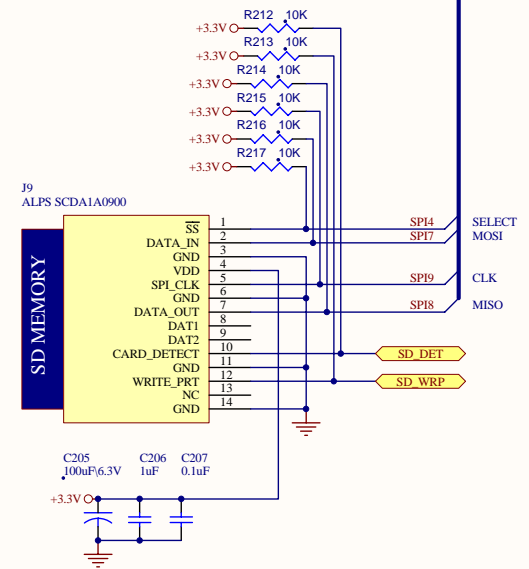 R212 10K
+3.3V
R213 10K
+3.3V
R214 10K
+3.3V
R215 10K
+3.3V
R216 10K
+3.3V
R217 10K
+3.3V
J9
ALPS SCDA1A0900
SD MEMORY
SS 1 SPI4 SELECT
DATA_IN 2 SPI7 MOSI
GND 3
VDD 4
SPI_CLK 5 SPI9 CLK
GND 6
DATA_OUT 7 SPI8 MISO
DAT1 8
DAT2 9
CARD_DETECT 10 SD_DET
GND 11
WRITE_PRT 12 SD_WRP
NC 13
GND 14
C205 C206 C207
100uF\6.3V 1uF 0.1uF
+3.3V